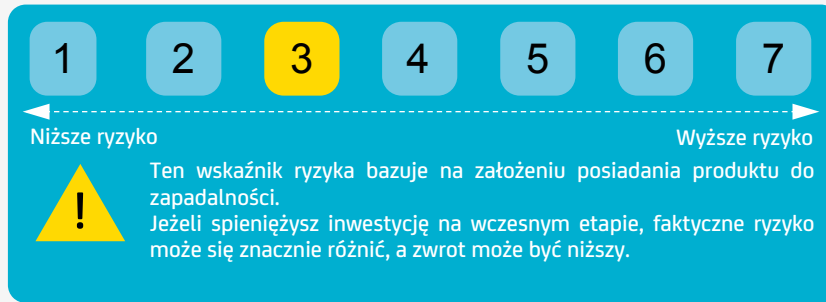 1 2 3 4 5 6 7
Niższe ryzyko Wyższe ryzyko
!
Ten wskaźnik ryzyka bazuje na założeniu posiadania produktu do
zapadalności.
Jeżeli spieniężysz inwestycję na wczesnym etapie, faktyczne ryzyko
może się znacznie różnić, a zwrot może być niższy.